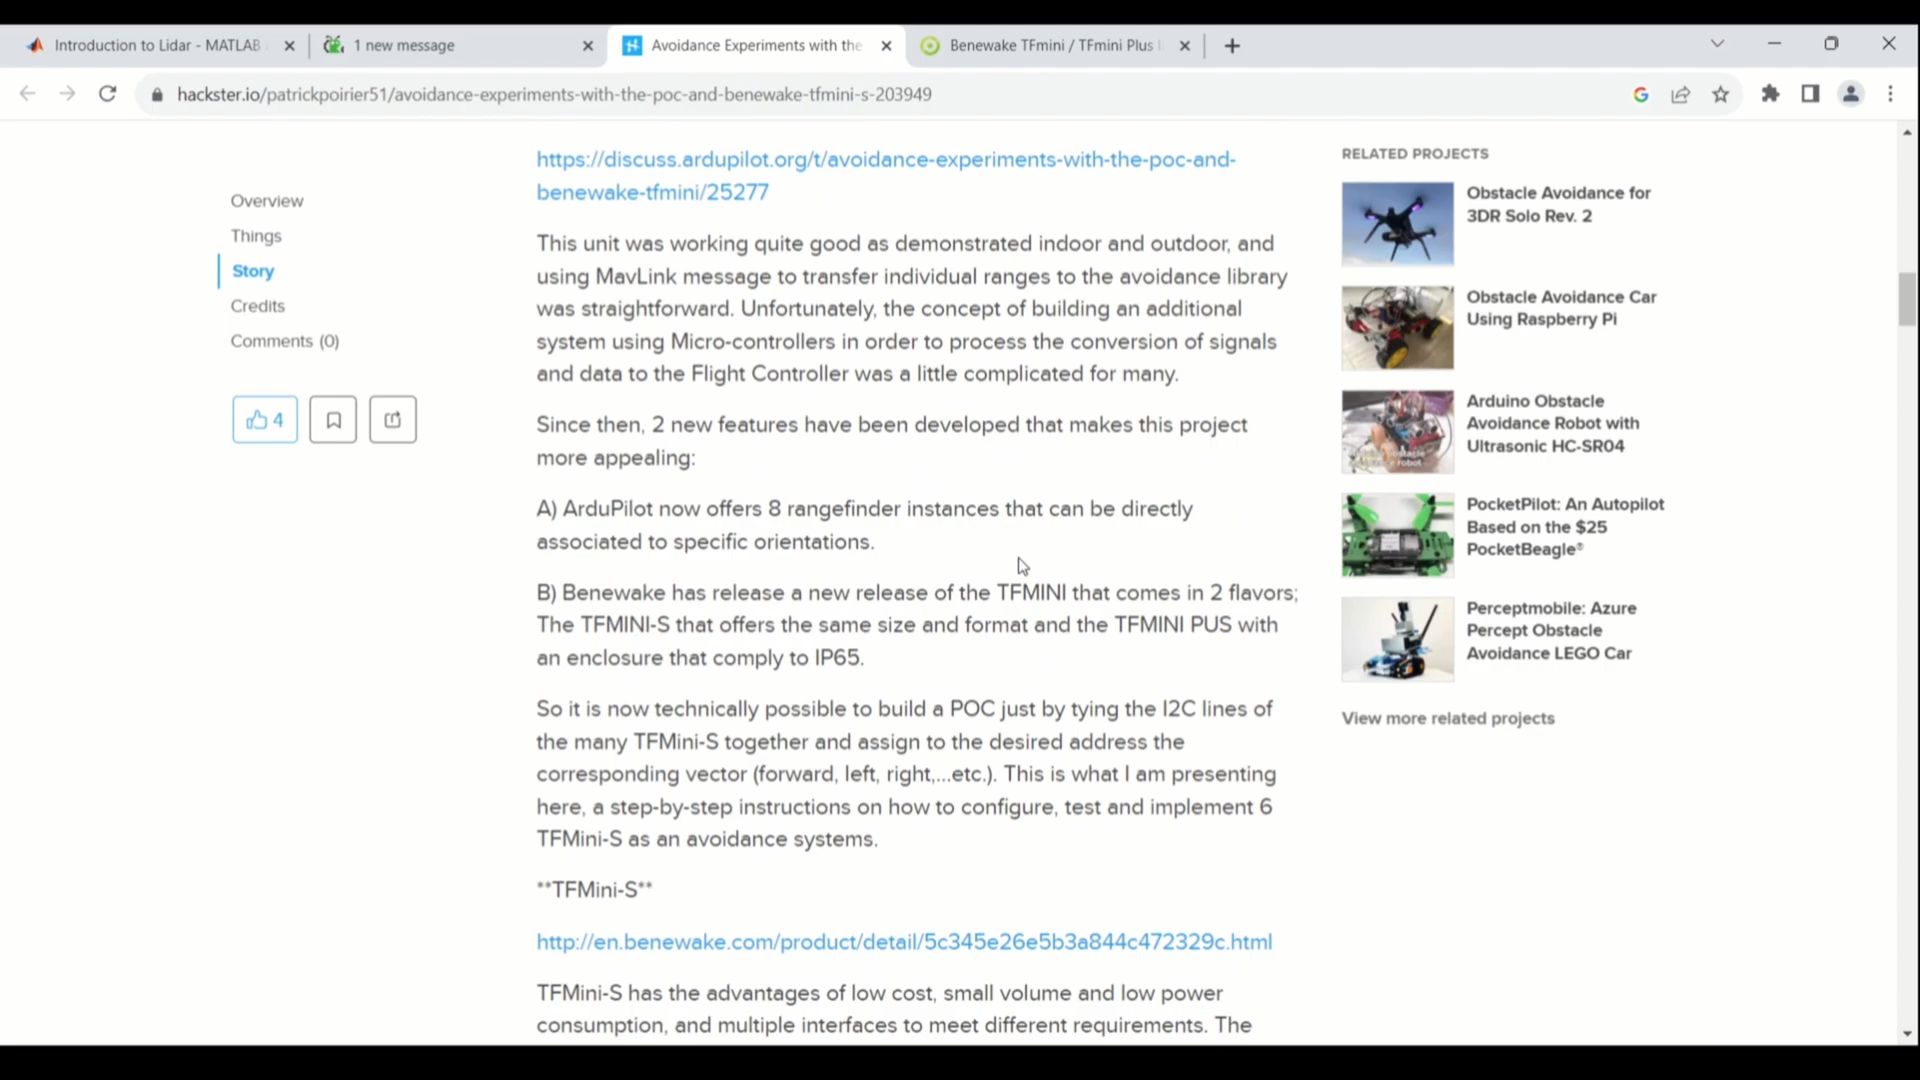 Introduction to Lidar - MATLAB
1 new message
Avoidance Experiments with the
Benewake TFmini / TFmini Plus
hackster.io/patrickpoirier51/avoidance-experiments-with-the-poc-and-benewake-tfmini-s-203949
Overview
Things
Story
Credits
Comments (0)
4
https://discuss.ardupilot.org/t/avoidance-experiments-with-the-poc-and-
benewake-tfmini/25277
This unit was working quite good as demonstrated indoor and outdoor, and
using MavLink message to transfer individual ranges to the avoidance library
was straightforward. Unfortunately, the concept of building an additional
system using Micro-controllers in order to process the conversion of signals
and data to the Flight Controller was a little complicated for many.
Since then, 2 new features have been developed that makes this project
more appealing:
A) ArduPilot now offers 8 rangefinder instances that can be directly
associated to specific orientations.
B) Benewake has release a new release of the TFMINI that comes in 2 flavors;
The TFMINI-S that offers the same size and format and the TFMINI PUS with
an enclosure that comply to IP65.
So it is now technically possible to build a POC just by tying the I2C lines of
the many TFMini-S together and assign to the desired address the
corresponding vector (forward, left, right,...etc.). This is what I am presenting
here, a step-by-step instructions on how to configure, test and implement 6
TFMini-S as an avoidance systems.
**TFMini-S**
http://en.benewake.com/product/detail/5c345e26e5b3a844c472329c.html
TFMini-S has the advantages of low cost, small volume and low power
consumption, and multiple interfaces to meet different requirements. The
RELATED PROJECTS
Obstacle Avoidance for
3DR Solo Rev. 2
Obstacle Avoidance Car
Using Raspberry Pi
Arduino Obstacle
Avoidance Robot with
Ultrasonic HC-SR04
PocketPilot: An Autopilot
Based on the $25
PocketBeagle®
Perceptmobile: Azure
Percept Obstacle
Avoidance LEGO Car
View more related projects